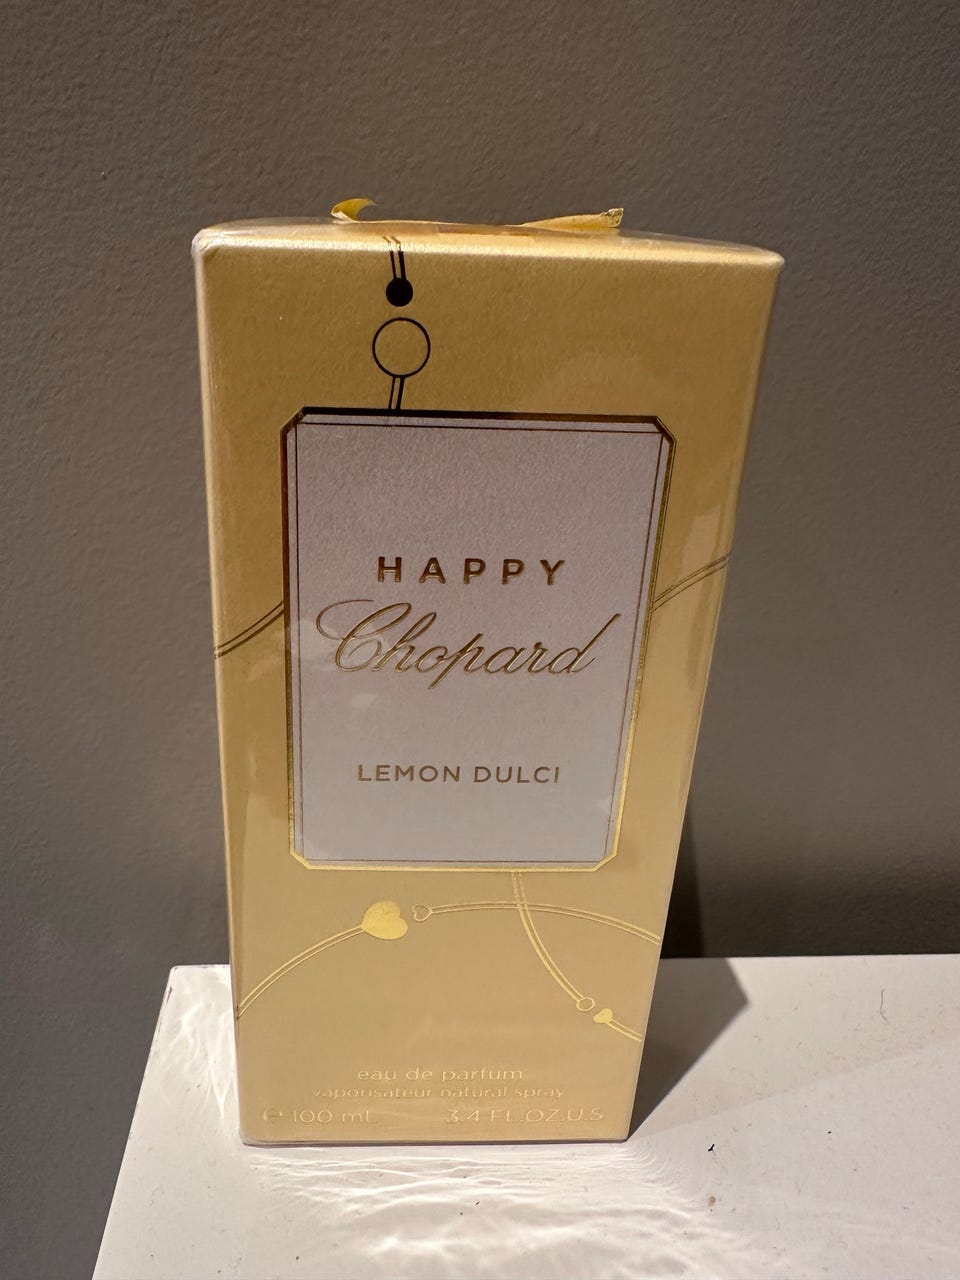 HAPPY
Chopard
LEMON DULCI
eau de parfum
vaporisateur natural spray
℮ 100 mL 3.4 FL.OZ.U.S